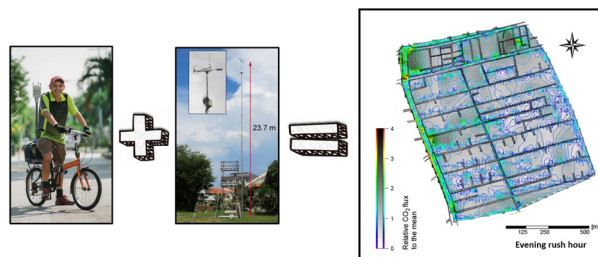 23.7 m
4
3
2
1
0
Relative CO₂ flux
to the mean
125 250 500 [m]
Evening rush hour